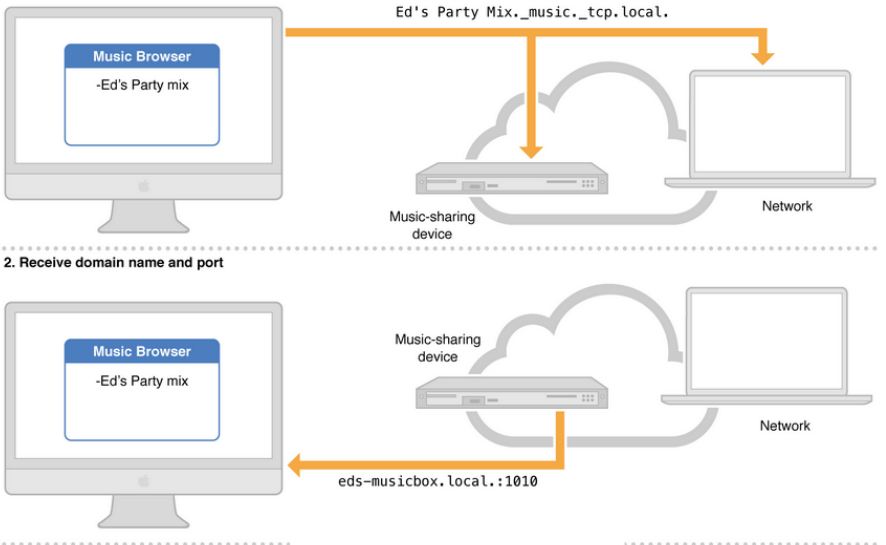 Ed's Party Mix._music._tcp.local.
Music Browser
-Ed's Party mix
Music-sharing
device
Network
2. Receive domain name and port
Music Browser
-Ed's Party mix
Music-sharing
device
Network
eds-musicbox.local.:1010